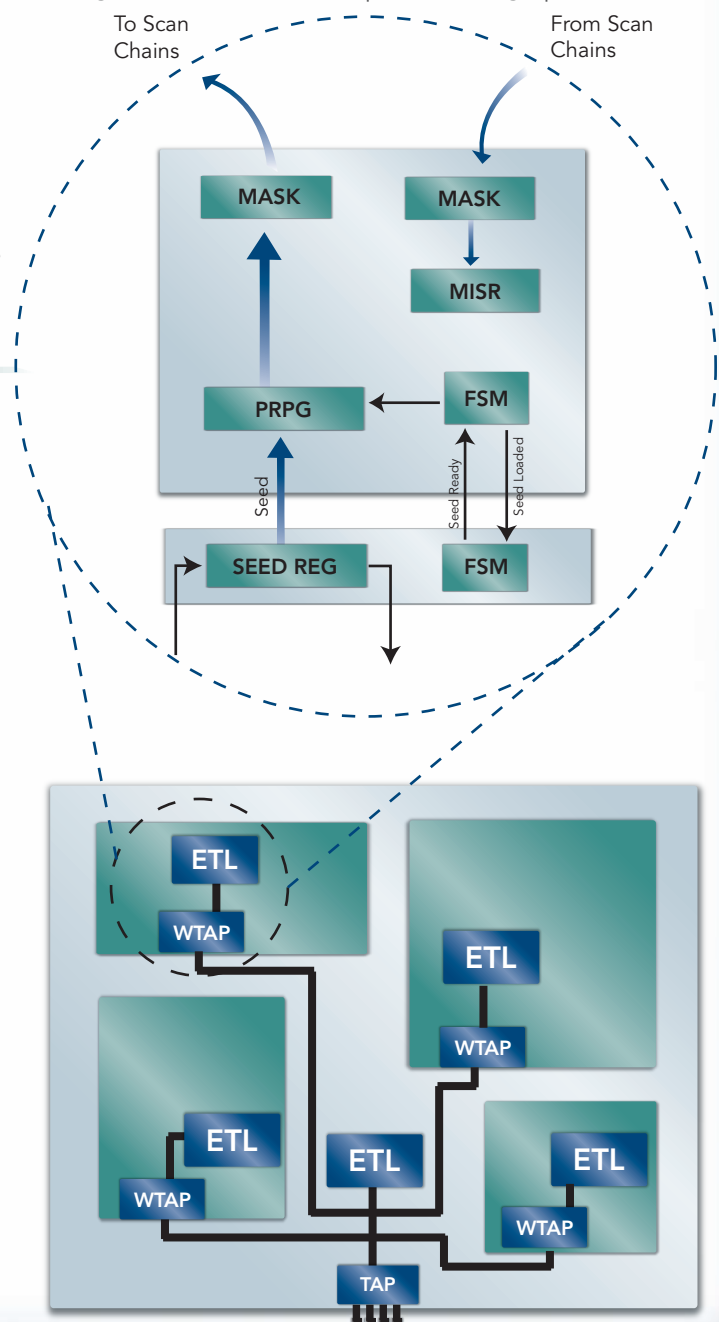 To Scan
Chains
From Scan
Chains
MASK
MASK
MISR
PRPG
FSM
Seed
Seed Ready
Seed Loaded
SEED REG
FSM
ETL
WTAP
ETL
WTAP
ETL
WTAP
ETL
ETL
WTAP
TAP